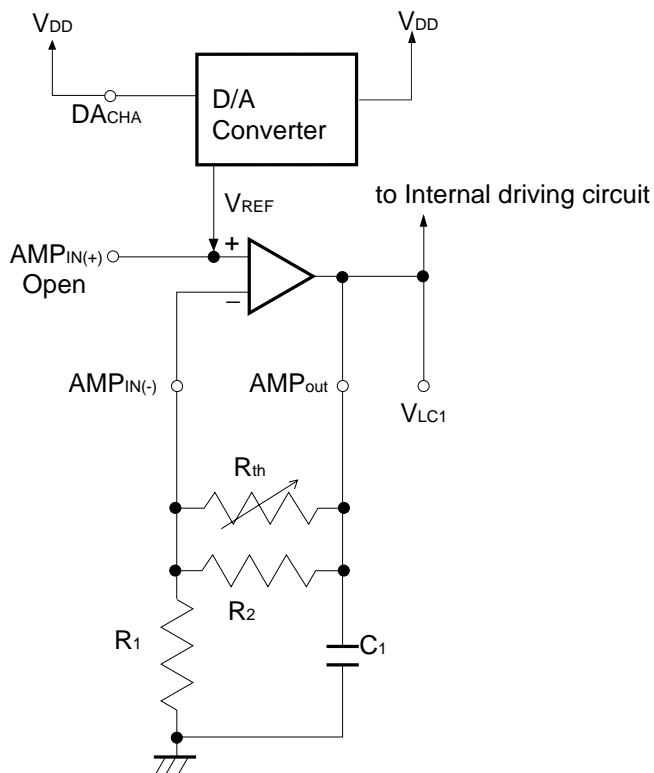 VDD
VDD
DACHA
D/A
Converter
VREF
to Internal driving circuit
AMPIN(+)
Open
+
−
AMPIN(-)
AMPout
VLC1
Rth
R2
R1
C1